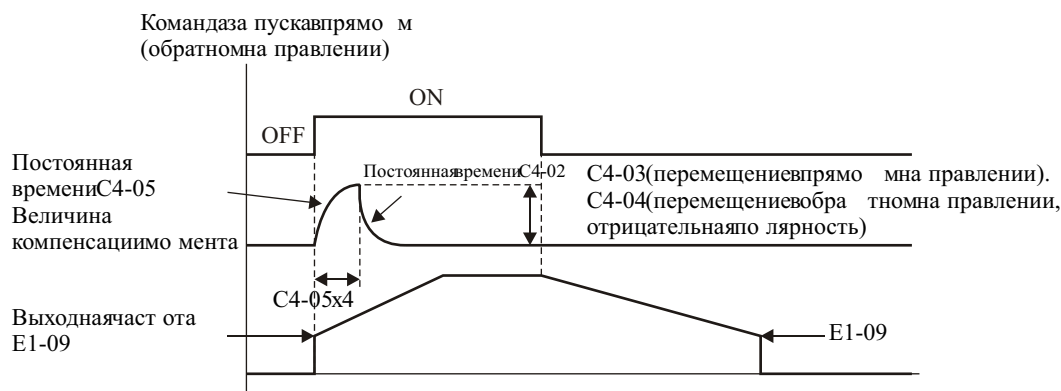 Командаза пускавпрямо м
(обратномна правлении)
ON
OFF
Постоянная
времениC4-05
Величина
компенсациимо мента
Постояннаявремени C4-02
C4-03(перемещениевпрямо мна правлении).
C4-04(перемещениевобра тномна правлении,
отрицательнаяпо лярность)
C4-05x4
Выходнаячаст ота
E1-09
E1-09